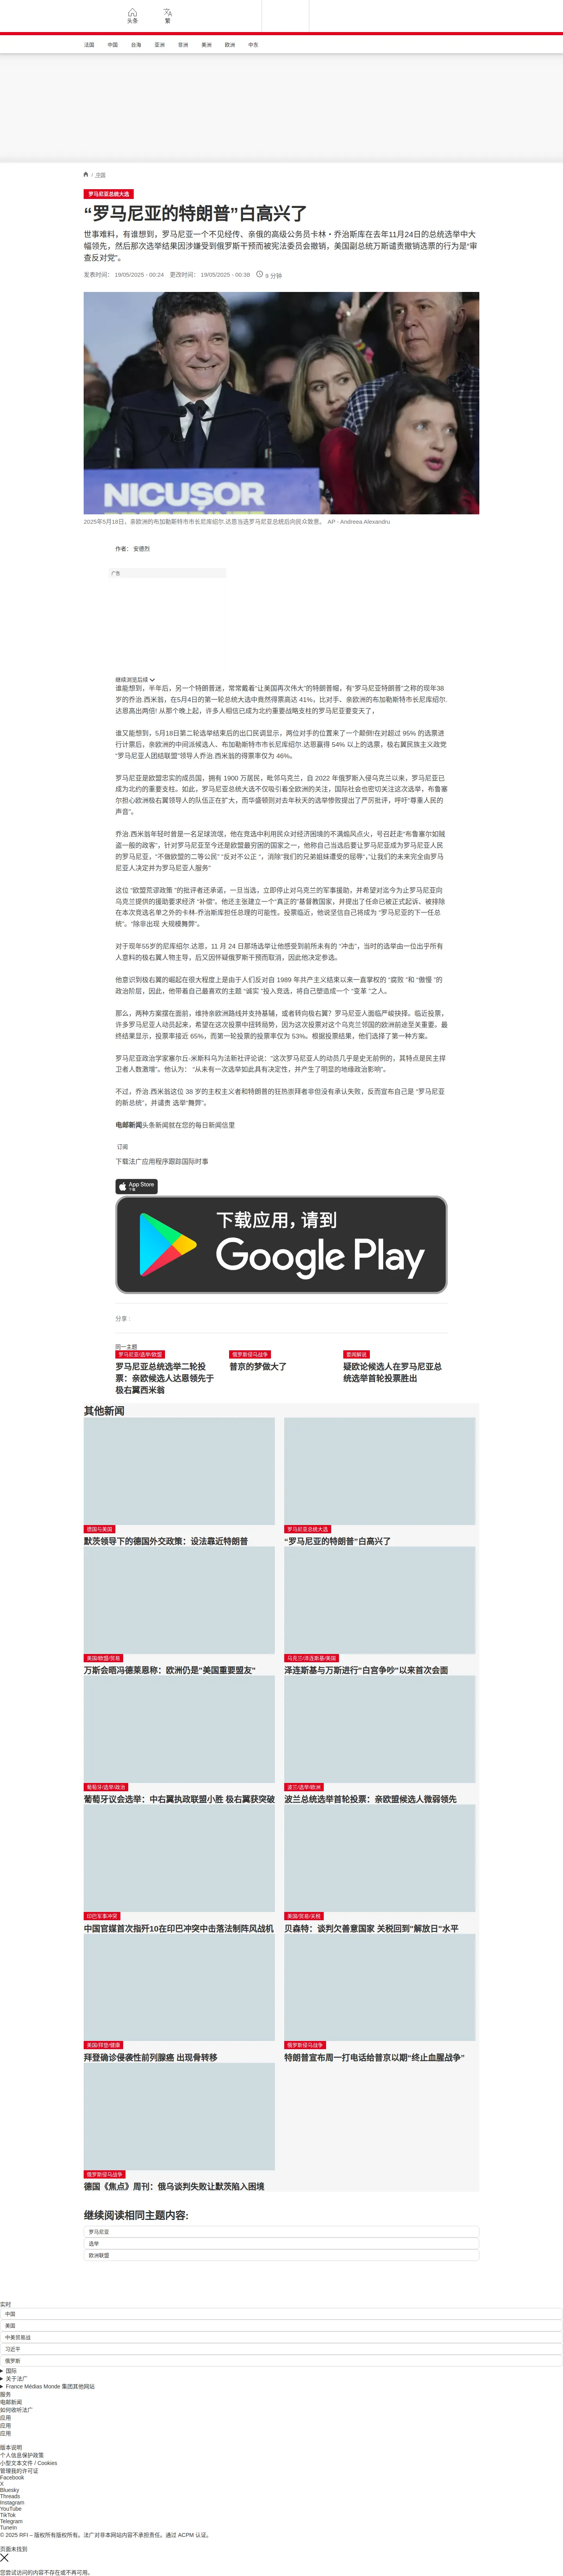 头条
繁
法国
中国
台海
亚洲
非洲
美洲
欧洲
中东
/ 中国
罗马尼亚总统大选
“罗马尼亚的特朗普”白高兴了
世事难料，有谁想到，罗马尼亚一个不见经传、亲俄的高级公务员卡林・乔治斯库在去年11月24日的总统选举中大
幅领先，然后那次选举结果因涉嫌受到俄罗斯干预而被宪法委员会撤销，美国副总统万斯谴责撤销选票的行为是“审
查反对党”。
发表时间： 19/05/2025 - 00:24 更改时间： 19/05/2025 - 00:38 9 分钟
NICUȘOR
2025年5月18日，亲欧洲的布加勒斯特市市长尼库绍尔.达恩当选罗马尼亚总统后向民众致意。 AP - Andreea Alexandru
作者： 安德烈
广告
继续浏览后续
谁能想到，半年后，另一个特朗普迷，常常戴着“让美国再次伟大”的特朗普帽，有“罗马尼亚特朗普”之称的现年38
岁的乔治.西米翁，在5月4日的第一轮总统大选中竟然得票高达 41%，比对手、亲欧洲的布加勒斯特市长尼库绍尔.
达恩高出两倍! 从那个晚上起，许多人相信已成为北约重要战略支柱的罗马尼亚要变天了，
谁又能想到，5月18日第二轮选举结束后的出口民调显示，两位对手的位置来了一个颠倒!在对超过 95% 的选票进
行计票后，亲欧洲的中间派候选人、布加勒斯特市市长尼库绍尔.达恩赢得 54% 以上的选票，极右翼民族主义政党
“罗马尼亚人团结联盟”领导人乔治.西米翁的得票率仅为 46%。
罗马尼亚是欧盟忠实的成员国，拥有 1900 万居民，毗邻乌克兰，自 2022 年俄罗斯入侵乌克兰以来，罗马尼亚已
成为北约的重要支柱。如此，罗马尼亚总统大选不仅吸引着全欧洲的关注，国际社会也密切关注这次选举，布鲁塞
尔担心欧洲极右翼领导人的队伍正在扩大，而华盛顿则对去年秋天的选举惨败提出了严厉批评，呼吁“尊重人民的
声音”。
乔治.西米翁年轻时曾是一名足球流氓，他在竞选中利用民众对经济困境的不满煽风点火，号召赶走“布鲁塞尔如贼
盗一般的政客”，针对罗马尼亚至今还是欧盟最穷困的国家之一，他称自己当选后要让罗马尼亚成为罗马尼亚人民
的罗马尼亚，“不做欧盟的二等公民” “反对不公正 ”，消除“我们的兄弟姐妹遭受的屈辱”，“让我们的未来完全由罗马
尼亚人决定并为罗马尼亚人服务”
这位 “欧盟荒谬政策 ”的批评者还承诺，一旦当选，立即停止对乌克兰的军事援助，并希望对迄今为止罗马尼亚向
乌克兰提供的援助要求经济 “补偿”。他还主张建立一个“真正的”基督教国家，并提出了任命已被正式起诉、被排除
在本次竞选名单之外的卡林-乔治斯库担任总理的可能性。投票临近，他说坚信自己将成为 “罗马尼亚的下一任总
统”。“除非出现 大规模舞弊”。
对于现年55岁的尼库绍尔.达恩，11 月 24 日那场选举让他感受到前所未有的 “冲击”，当时的选举由一位出乎所有
人意料的极右翼人物主导，后又因怀疑俄罗斯干预而取消，因此他决定参选。
他意识到极右翼的崛起在很大程度上是由于人们反对自 1989 年共产主义结束以来一直掌权的 “腐败 ”和 “傲慢 ”的
政治阶层，因此，他带着自己最喜欢的主题 “诚实 ”投入竞选，将自己塑造成一个 “变革 ”之人。
那么，两种方案摆在面前，维持亲欧洲路线并支持基辅，或者转向极右翼？罗马尼亚人面临严峻抉择。临近投票，
许多罗马尼亚人动员起来，希望在这次投票中扭转局势，因为这次投票对这个乌克兰邻国的欧洲前途至关重要。最
终结果显示，投票率接近 65%，而第一轮投票的投票率仅为 53%。根据投票结果，他们选择了第一种方案。
罗马尼亚政治学家塞尔丘-米斯科乌为法新社评论说：“这次罗马尼亚人的动员几乎是史无前例的，其特点是民主捍
卫者人数激增”。他认为： “从未有一次选举如此具有决定性，并产生了明显的地缘政治影响”。
不过，乔治.西米翁这位 38 岁的主权主义者和特朗普的狂热崇拜者非但没有承认失败，反而宣布自己是 “罗马尼亚
的新总统”，并谴责 选举“舞弊”。
电邮新闻头条新闻就在您的每日新闻信里
订阅
下载法广应用程序跟踪国际时事
App Store
下载
下载应用，请到
Google Play
分享 :
同一主题
罗马尼亚/选举/欧盟
罗马尼亚总统选举二轮投
票：亲欧候选人达恩领先于
极右翼西米翁
俄罗斯侵乌战争
普京的梦做大了
要闻解说
疑欧论候选人在罗马尼亚总
统选举首轮投票胜出
其他新闻
德国与美国
默茨领导下的德国外交政策：设法靠近特朗普
罗马尼亚总统大选
“罗马尼亚的特朗普”白高兴了
美国/欧盟/贸易
万斯会晤冯德莱恩称：欧洲仍是"美国重要盟友"
乌克兰/泽连斯基/美国
泽连斯基与万斯进行"白宫争吵"以来首次会面
葡萄牙/选举/政治
葡萄牙议会选举：中右翼执政联盟小胜 极右翼获突破
波兰/选举/欧洲
波兰总统选举首轮投票：亲欧盟候选人微弱领先
印巴军事冲突
中国官媒首次指歼10在印巴冲突中击落法制阵风战机
美国/贸易/关税
贝森特：谈判欠善意国家 关税回到"解放日"水平
美国/拜登/健康
拜登确诊侵袭性前列腺癌 出现骨转移
俄罗斯侵乌战争
特朗普宣布周一打电话给普京以期“终止血腥战争”
俄罗斯侵乌战争
德国《焦点》周刊：俄乌谈判失败让默茨陷入困境
继续阅读相同主题内容:
罗马尼亚
选举
欧洲联盟
实时
中国
美国
中美贸易战
习近平
俄罗斯
国际
关于法广
France Médias Monde 集团其他网站
服务
电邮新闻
如何收听法广
应用
应用
应用
版本说明
个人信息保护政策
小型文本文件 / Cookies
管理我的许可证
Facebook
X
Bluesky
Threads
Instagram
YouTube
TikTok
Telegram
TuneIn
© 2025 RFI – 版权所有版权所有。法广对非本网站内容不承担责任。通过 ACPM 认证。
页面未找到
您尝试访问的内容不存在或不再可用。